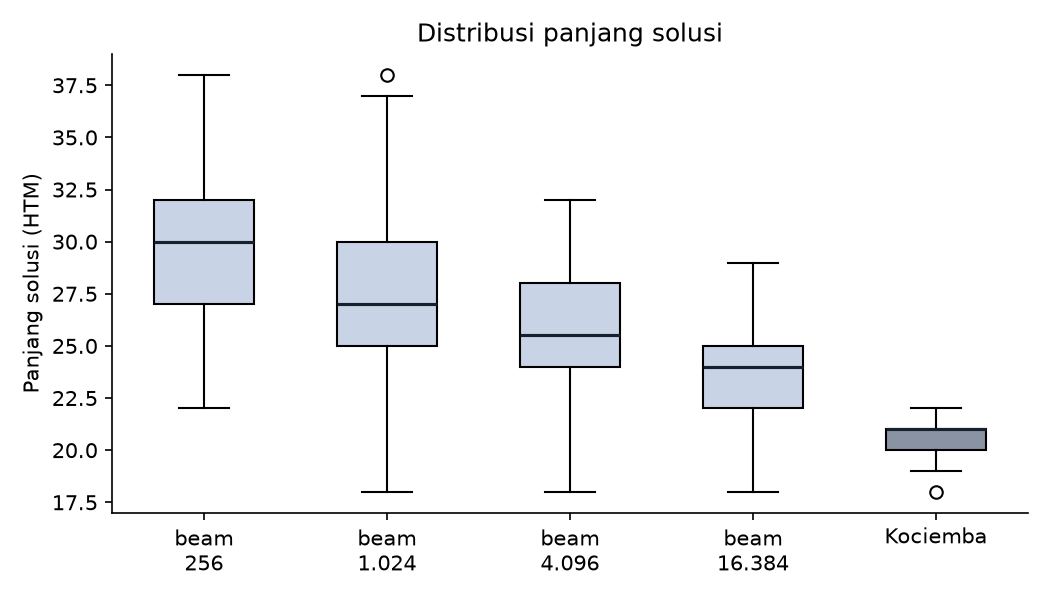 Distribusi panjang solusi
Panjang solusi (HTM)
37.5
35.0
32.5
30.0
27.5
25.0
22.5
20.0
17.5
beam
256
beam
1.024
beam
4.096
beam
16.384
Kociemba